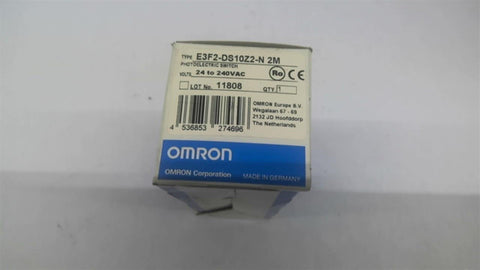 TYPE E3F2-DS10Z2-N 2M
PHOTOELECTRIC SWITCH
VOLTS 24 to 240VAC
LOT No. 11808 QTY 1
OMRON Europe B.V.
Wegalaan 67 - 69
2132 JD Hoofddorp
The Netherlands
4 536853 274696
OMRON
OMRON Corporation
MADE IN GERMANY